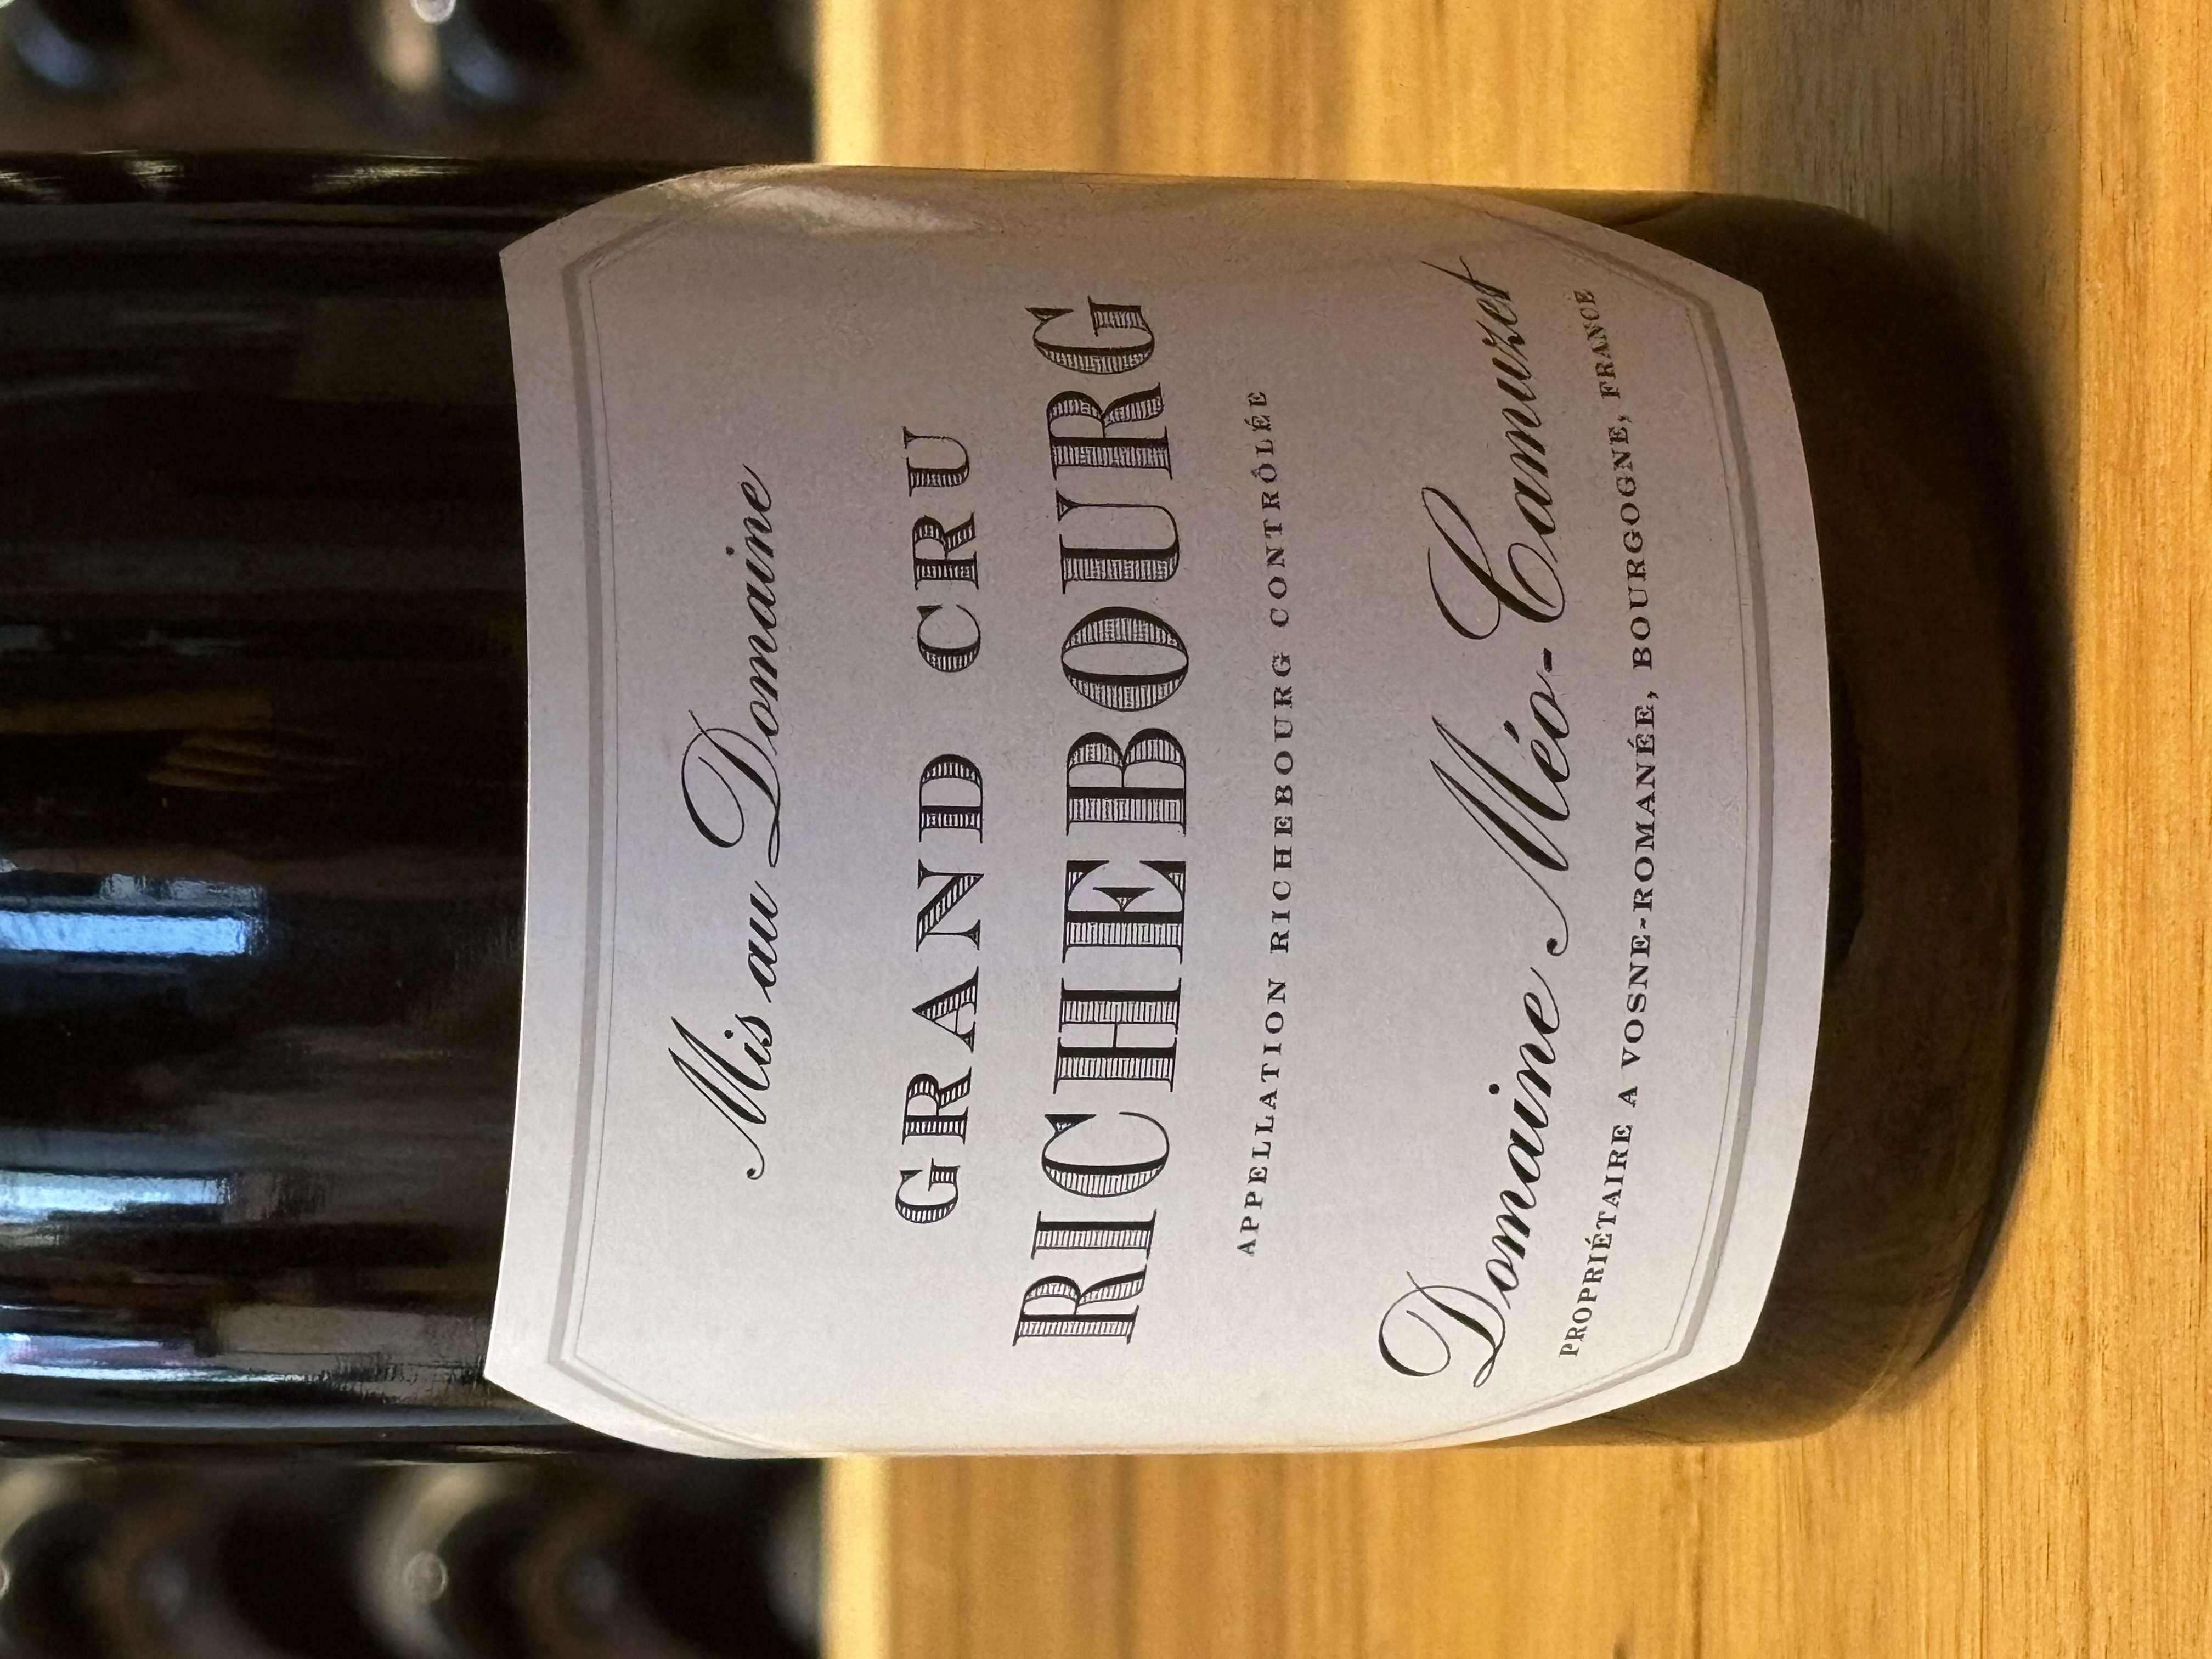 Mis au Domaine
GRAND CRU
RICHEBOURG
APPELLATION RICHEBOURG CONTRÔLÉE
Domaine Méo-Camuzet
PROPRIÉTAIRE A VOSNE-ROMANÉE, BOURGOGNE, FRANCE